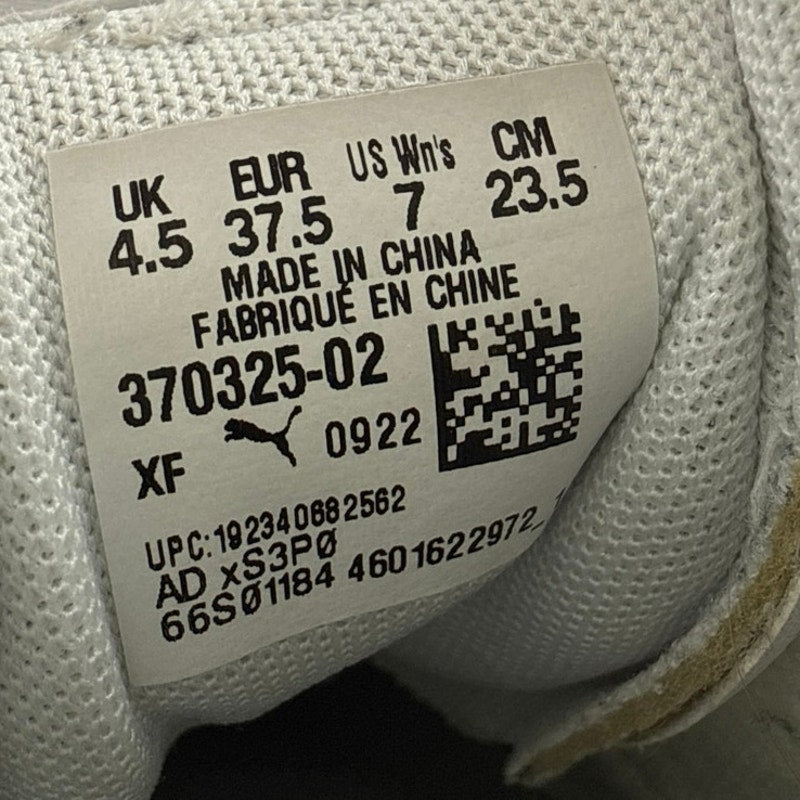 UK EUR US Wn's CM
4.5 37.5 7 23.5
MADE IN CHINA
FABRIQUÉ EN CHINE
370325-02
XF 0922
UPC:192340682562
AD xS3PØ
66SØ1184 4601622972_